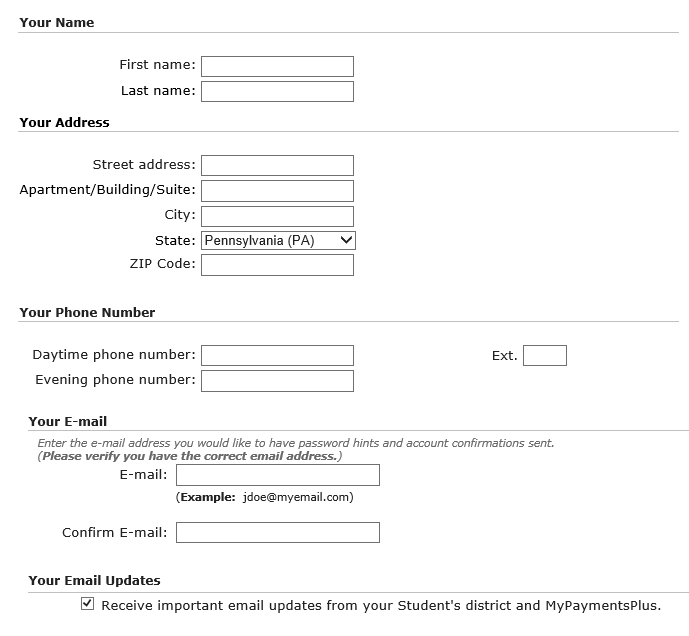 Your Name
First name:
Last name:
Your Address
Street address:
Apartment/Building/Suite:
City:
State: Pennsylvania (PA)
ZIP Code:
Your Phone Number
Daytime phone number: Ext.
Evening phone number:
Your E-mail
Enter the e-mail address you would like to have password hints and account confirmations sent.
(Please verify you have the correct email address.)
E-mail:
(Example: jdoe@myemail.com)
Confirm E-mail:
Your Email Updates
Receive important email updates from your Student's district and MyPaymentsPlus.